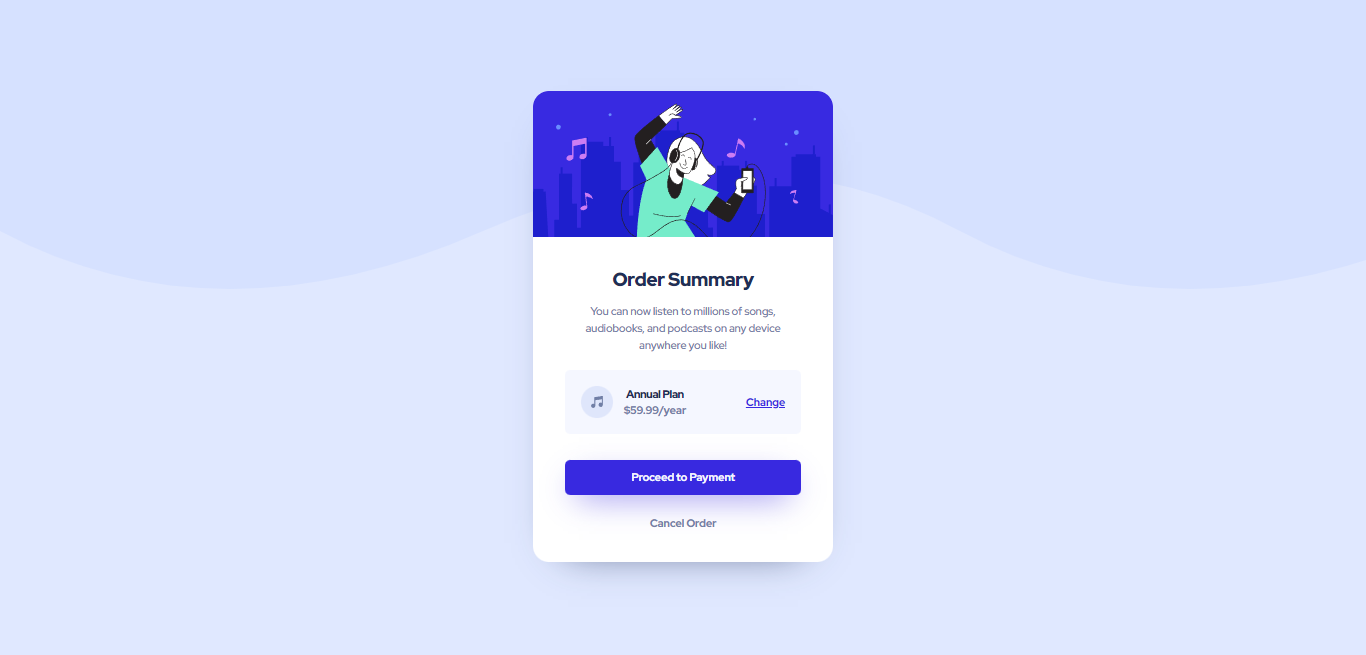 Order Summary
You can now listen to millions of songs,
audiobooks, and podcasts on any device
anywhere you like!
Annual Plan
$59.99/year
Change
Proceed to Payment
Cancel Order